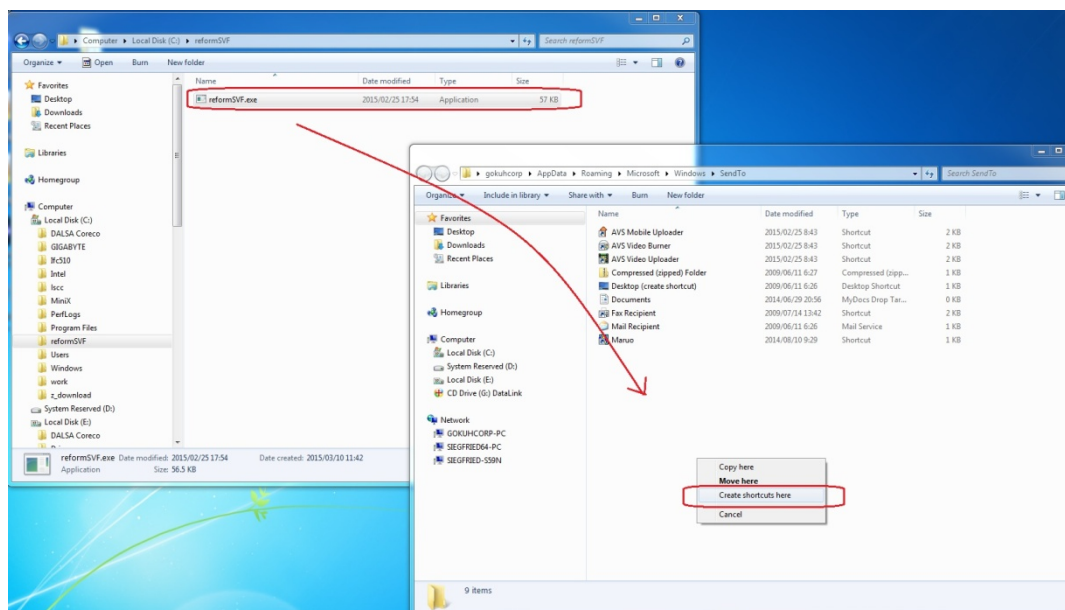 Computer ▸ Local Disk (C:) ▸ reformSVF
Search reformSVF
Organize Open Burn New folder
Name Date modified Type Size
reformSVF.exe 2015/02/25 17:54 Application 57 KB
Favorites
Desktop
Downloads
Recent Places
Libraries
Homegroup
Computer
Local Disk (C:)
DALSA Coreco
GIGABYTE
Ifc510
Intel
Iscc
MiniX
PerfLogs
Program Files
reformSVF
Users
Windows
work
z_download
System Reserved (D:)
Local Disk (E:)
DALSA Coreco
reformSVF.exe Date modified: 2015/02/25 17:54 Date created: 2015/03/10 11:42
Application Size: 56.5 KB
gokuhcorp ▸ AppData ▸ Roaming ▸ Microsoft ▸ Windows ▸ SendTo
Search SendTo
Organize Include in library Share with Burn New folder
Name Date modified Type Size
Favorites
Desktop
Downloads
Recent Places
Libraries
Homegroup
Computer
Local Disk (C:)
System Reserved (D:)
Local Disk (E:)
CD Drive (G:) DataLink
Network
GOKUHCORP-PC
SIEGFRIED64-PC
SIEGFRIED-S59N
AVS Mobile Uploader 2015/02/25 8:43 Shortcut 2 KB
AVS Video Burner 2015/02/25 8:43 Shortcut 2 KB
AVS Video Uploader 2015/02/25 8:43 Shortcut 2 KB
Compressed (zipped) Folder 2009/06/11 6:27 Compressed (zipp... 1 KB
Desktop (create shortcut) 2009/06/11 6:26 Desktop Shortcut 1 KB
Documents 2014/06/29 20:56 MyDocs Drop Tar... 0 KB
Fax Recipient 2009/07/14 13:42 Shortcut 2 KB
Mail Recipient 2009/06/11 6:26 Mail Service 1 KB
Maruo 2014/08/10 9:29 Shortcut 1 KB
Copy here
Move here
Create shortcuts here
Cancel
9 items